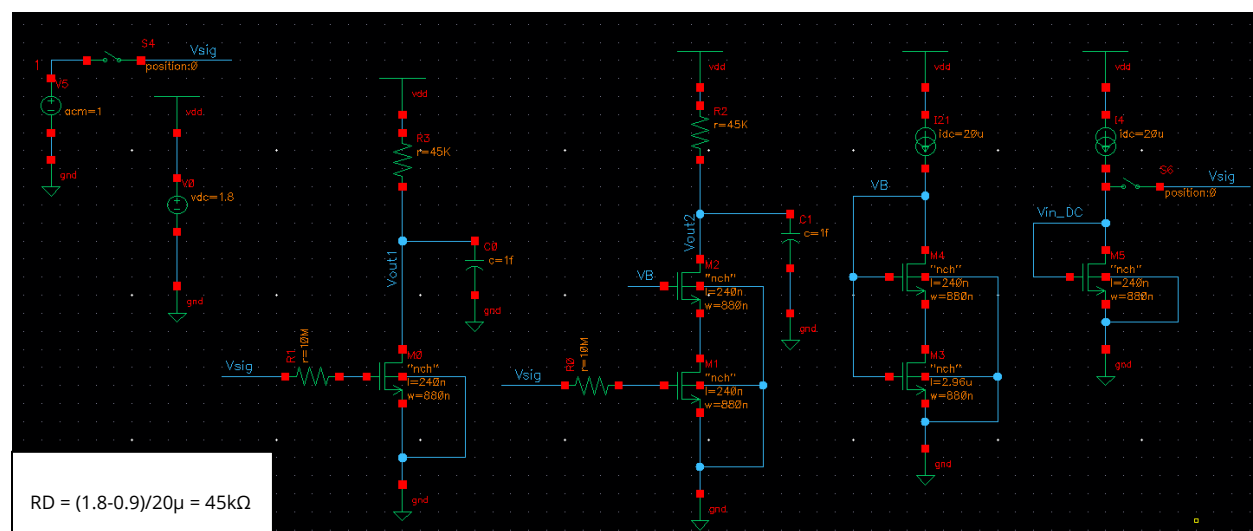 S4
Vsig
position:0
1
V5
acm=1
gnd
vdd
V0
vdc=1.8
gnd
vdd
R3
r=45K
Vout1
C0
c=1f
gnd
Vsig
R1
r=10M
M0
"nch"
l=240n
w=880n
gnd
vdd
R2
r=45K
Vout2
C1
c=1f
gnd
VB
M2
"nch"
l=240n
w=880n
Vsig
R0
r=10M
M1
"nch"
l=240n
w=880n
gnd
vdd
idc=20u
VB
M4
"nch"
l=240n
w=880n
M3
"nch"
l=2.96u
w=880n
gnd
vdd
I4
idc=20u
S6
Vsig
position:0
Vin_DC
M5
"nch"
l=240n
w=880n
gnd
RD = (1.8-0.9)/20μ = 45kΩ